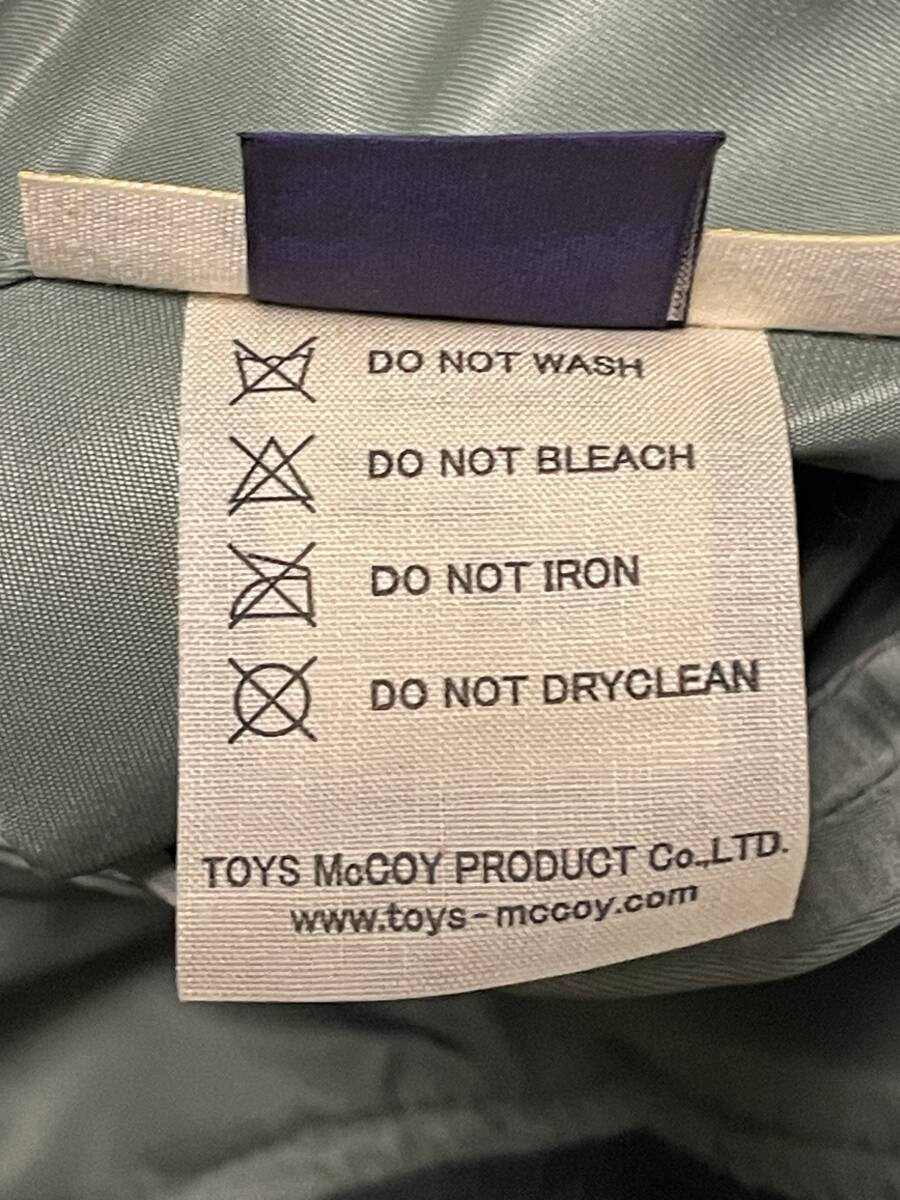 DO NOT WASH
DO NOT BLEACH
DO NOT IRON
DO NOT DRYCLEAN
TOYS McCOY PRODUCT Co.,LTD.
www.toys-mccoy.com